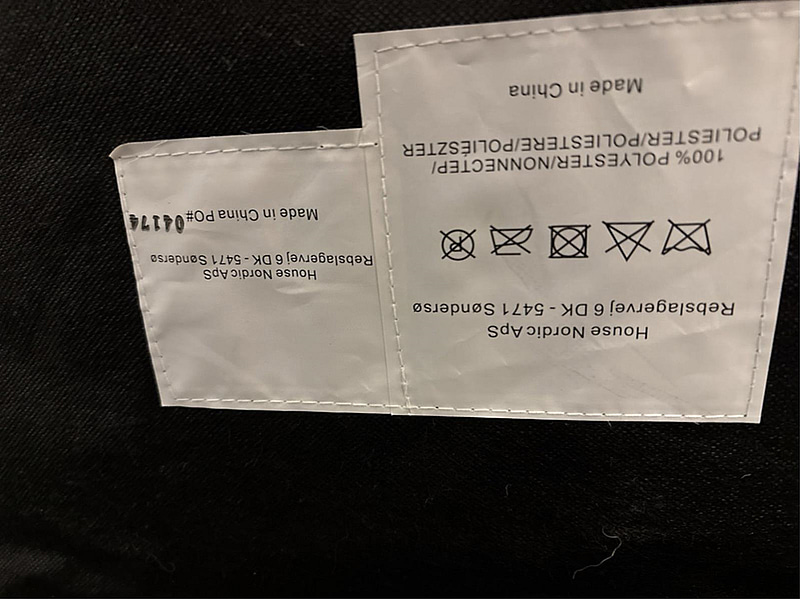 House Nordic ApS
Rebslagervej 6 DK - 5471 Søndersø
100% POLYESTER/NONNECTEP/
POLIESTER/POLIESTERE/POLIÉSZTER
Made in China
House Nordic ApS
Rebslagervej 6 DK - 5471 Søndersø
Made in China PO# 04174